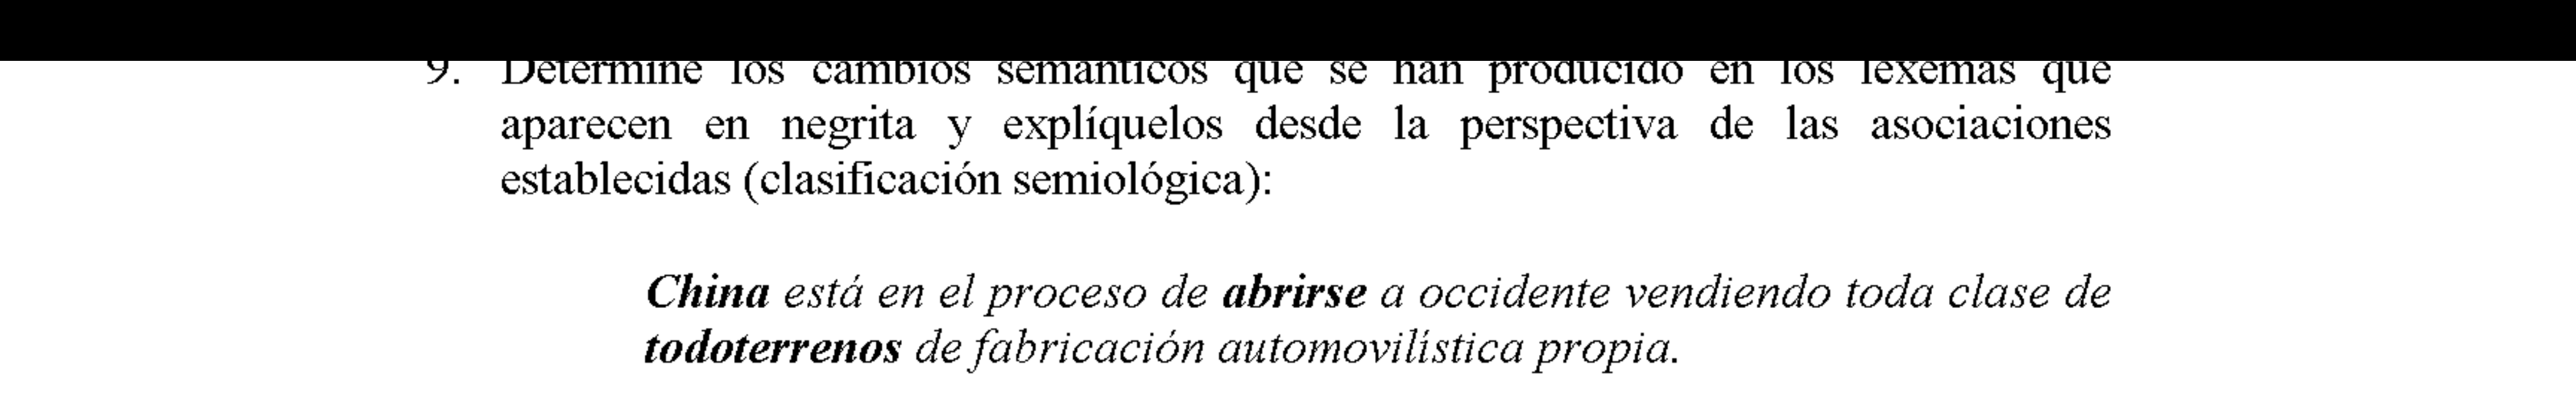 9. Determine los cambios semánticos que se han producido en los lexemas que
aparecen en negrita y explíquelos desde la perspectiva de las asociaciones
establecidas (clasificación semiológica):
China está en el proceso de abrirse a occidente vendiendo toda clase de
todoterrenos de fabricación automovilística propia.